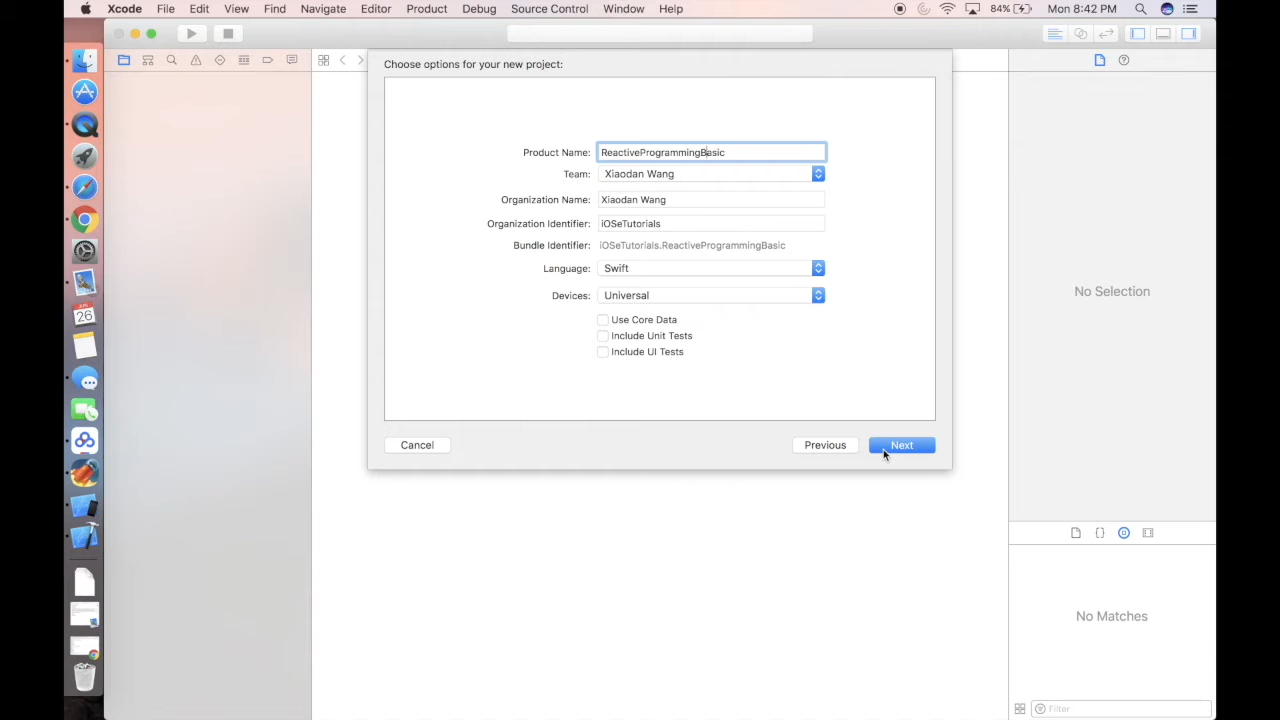 Xcode File Edit View Find Navigate Editor Product Debug Source Control Window Help 84% Mon 8:42 PM
Choose options for your new project:
Product Name: ReactiveProgrammingBasic
Team: Xiaodan Wang
Organization Name: Xiaodan Wang
Organization Identifier: iOSeTutorials
Bundle Identifier: iOSeTutorials.ReactiveProgrammingBasic
Language: Swift
Devices: Universal
Use Core Data
Include Unit Tests
Include UI Tests
Cancel Previous Next
No Selection
No Matches
Filter
26